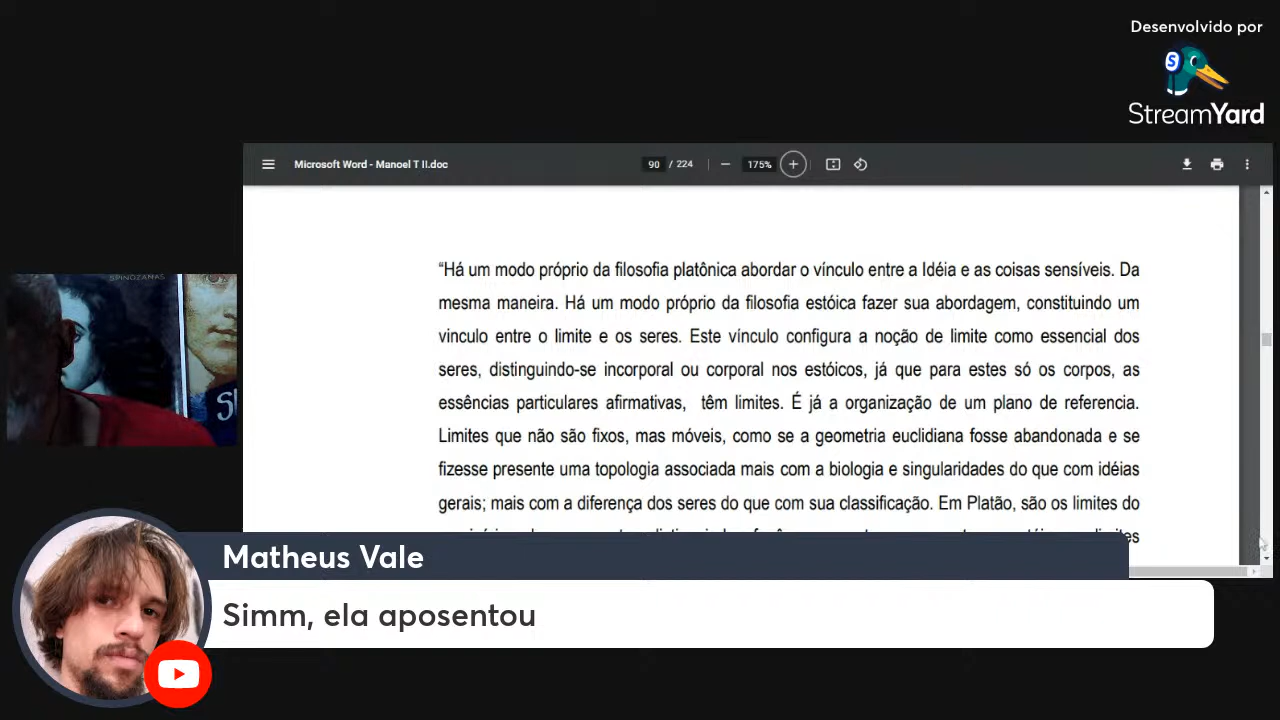 Desenvolvido por
StreamYard
Microsoft Word - Manoel T II.doc
90 / 224
175%
“Há um modo próprio da filosofia platônica abordar o vínculo entre a Idéia e as coisas sensíveis. Da
mesma maneira. Há um modo próprio da filosofia estóica fazer sua abordagem, constituindo um
vinculo entre o limite e os seres. Este vínculo configura a noção de limite como essencial dos
seres, distinguindo-se incorporal ou corporal nos estóicos, já que para estes só os corpos, as
essências particulares afirmativas, têm limites. É já a organização de um plano de referencia.
Limites que não são fixos, mas móveis, como se a geometria euclidiana fosse abandonada e se
fizesse presente uma topologia associada mais com a biologia e singularidades do que com idéias
gerais; mais com a diferença dos seres do que com sua classificação. Em Platão, são os limites do
SPINOZAMAS
Matheus Vale
Simm, ela aposentou